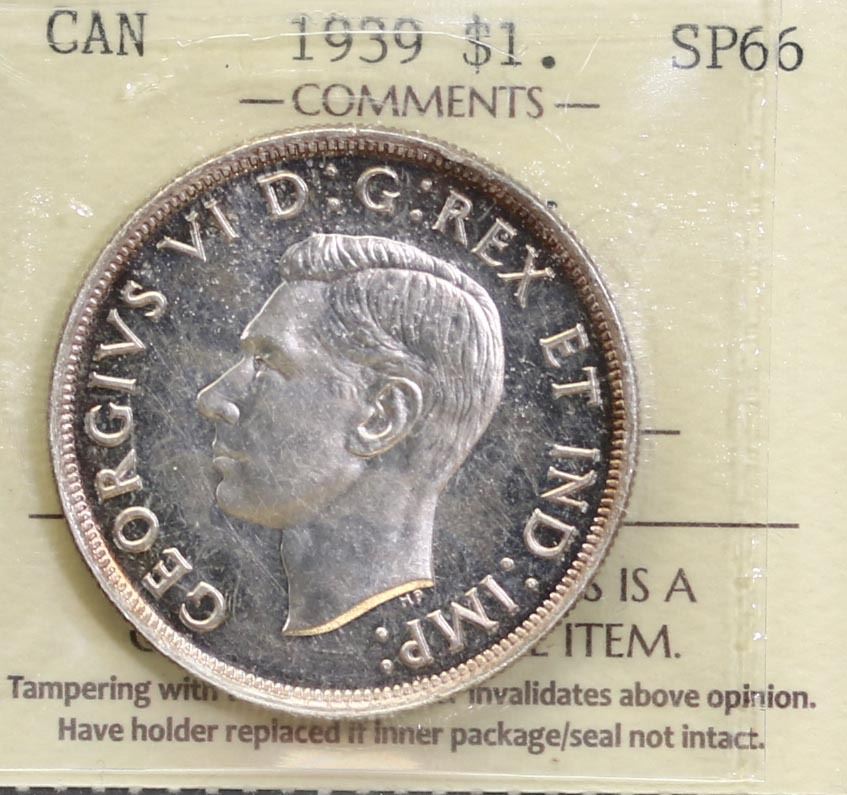 CAN 1939 $1. SP66
COMMENTS
GEORGIVS VI D:G:REX ET IND:IMP:
HP
IS A
ITEM.
Tampering with invalidates above opinion.
Have holder replaced if inner package/seal not intact.